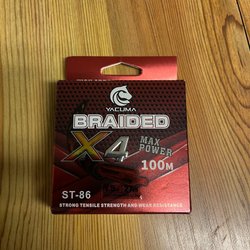 YACUMA
BRAIDED
X4
MAX
POWER
100M
ST-86
STRONG TENSILE STRENGTH AND WEAR RESISTANCE